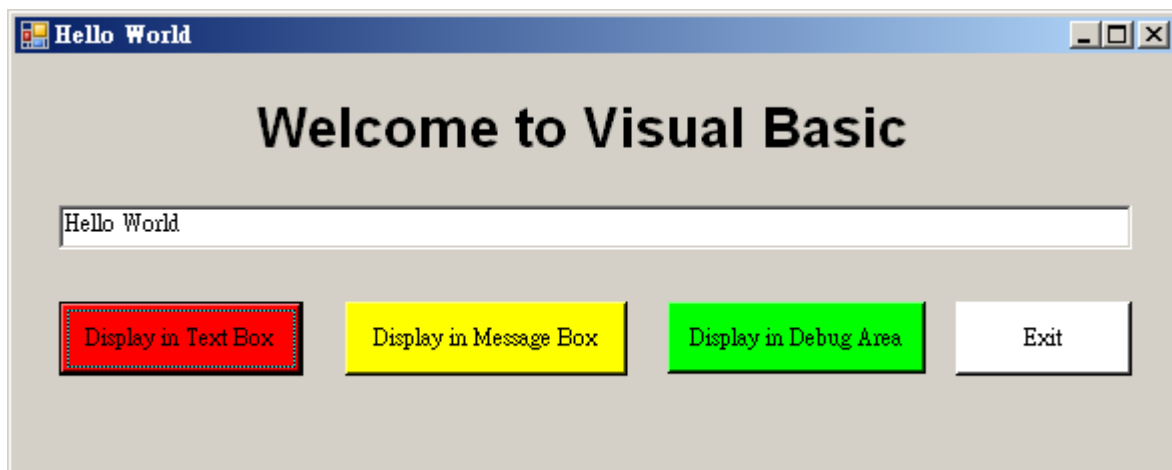 Hello World
Welcome to Visual Basic
Hello World
Display in Text Box
Display in Message Box
Display in Debug Area
Exit